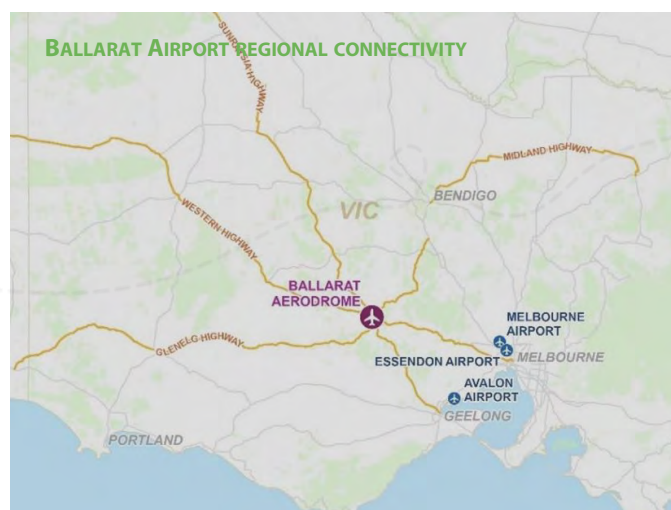 BALLARAT AIRPORT REGIONAL CONNECTIVITY
SUNRAYSIA HIGHWAY
MIDLAND HIGHWAY
BENDIGO
WESTERN HIGHWAY
VIC
BALLARAT
AERODROME
MELBOURNE
AIRPORT
GLENELG HIGHWAY
ESSENDON AIRPORT
MELBOURNE
AVALON
AIRPORT
GEELONG
PORTLAND